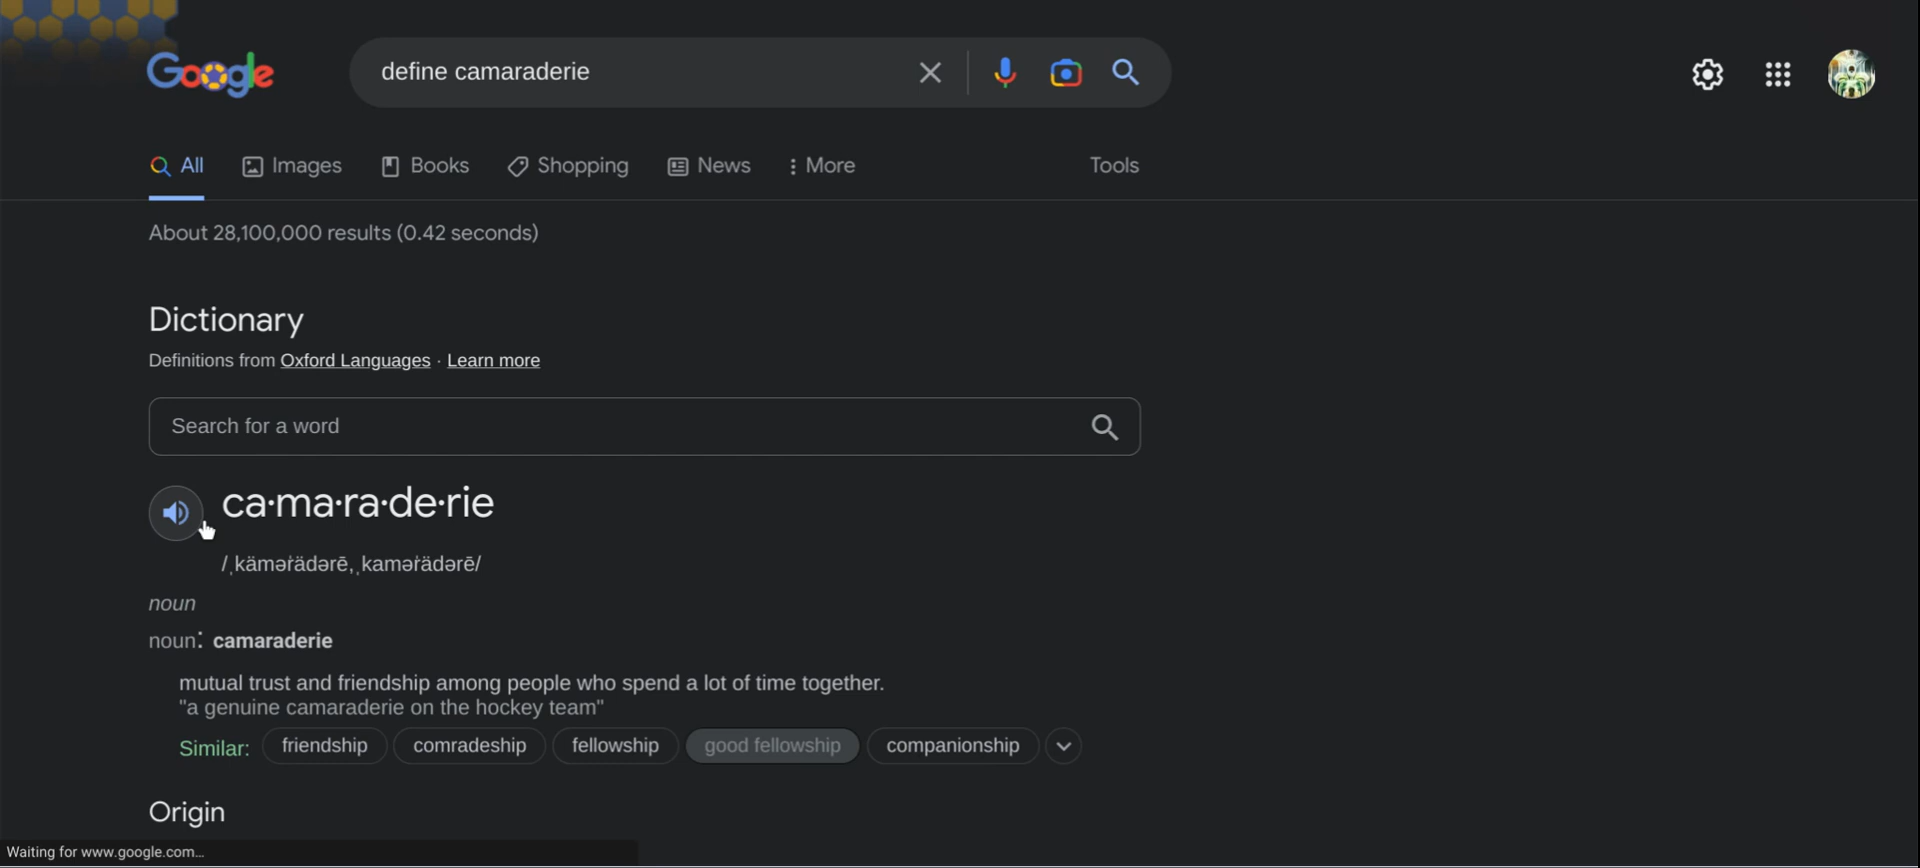 Google
define camaraderie
All Images Books Shopping News More Tools
About 28,100,000 results (0.42 seconds)
Dictionary
Definitions from Oxford Languages · Learn more
Search for a word
ca·ma·ra·de·rie
/ˌkäməˈrädərē,ˌkaməˈrädərē/
noun
noun: camaraderie
mutual trust and friendship among people who spend a lot of time together.
"a genuine camaraderie on the hockey team"
Similar: friendship comradeship fellowship good fellowship companionship
Origin
Waiting for www.google.com...